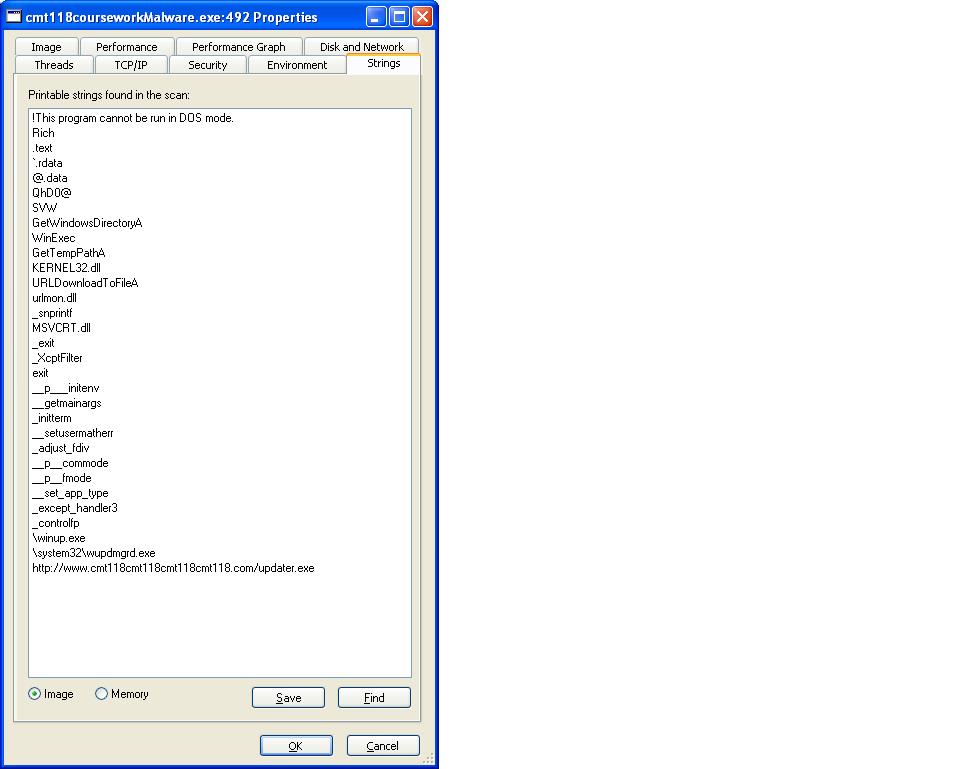 cmt118courseworkMalware.exe:492 Properties
Image Performance Performance Graph Disk and Network
Threads TCP/IP Security Environment Strings
Printable strings found in the scan:
!This program cannot be run in DOS mode.
Rich
.text
`.rdata
@.data
QhD0@
SVW
GetWindowsDirectoryA
WinExec
GetTempPathA
KERNEL32.dll
URLDownloadToFileA
urlmon.dll
_snprintf
MSVCRT.dll
_exit
_XcptFilter
exit
__p___initenv
__getmainargs
_initterm
__setusermatherr
_adjust_fdiv
__p__commode
__p__fmode
__set_app_type
_except_handler3
_controlfp
\winup.exe
\system32\wupdmgrd.exe
http://www.cmt118cmt118cmt118cmt118.com/updater.exe
Image Memory Save Find
OK Cancel